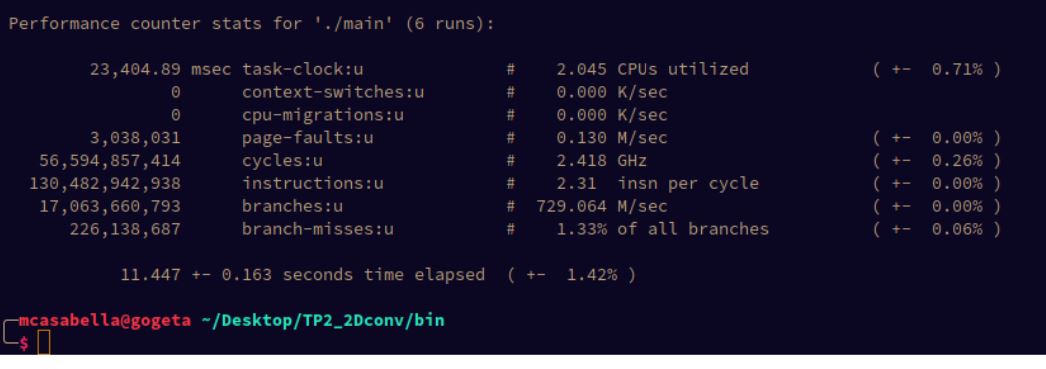 Performance counter stats for './main' (6 runs):
23,404.89 msec task-clock:u # 2.045 CPUs utilized ( +- 0.71% )
0 context-switches:u # 0.000 K/sec
0 cpu-migrations:u # 0.000 K/sec
3,038,031 page-faults:u # 0.130 M/sec ( +- 0.00% )
56,594,857,414 cycles:u # 2.418 GHz ( +- 0.26% )
130,482,942,938 instructions:u # 2.31 insn per cycle ( +- 0.00% )
17,063,660,793 branches:u # 729.064 M/sec ( +- 0.00% )
226,138,687 branch-misses:u # 1.33% of all branches ( +- 0.06% )
11.447 +- 0.163 seconds time elapsed ( +- 1.42% )
mcasabella@gogeta ~/Desktop/TP2_2Dconv/bin
$